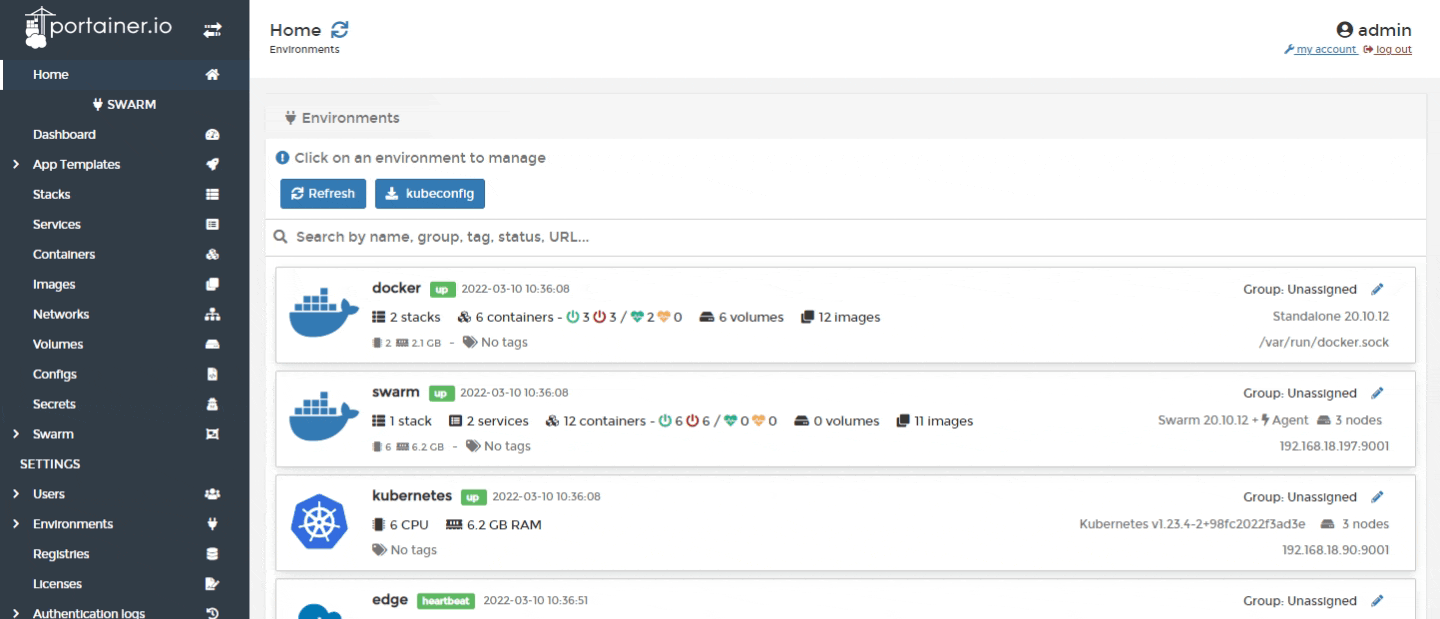 portainer.io
Home
SWARM
Dashboard
App Templates
Stacks
Services
Containers
Images
Networks
Volumes
Configs
Secrets
Swarm
SETTINGS
Users
Environments
Registries
Licenses
Authentication logs
Home
Environments
admin
my account log out
Environments
Click on an environment to manage
Refresh kubeconfig
Search by name, group, tag, status, URL...
docker up 2022-03-10 10:36:08 Group: Unassigned
2 stacks 6 containers - 3 3 / 2 0 6 volumes 12 images Standalone 20.10.12
2 2.1 GB - No tags /var/run/docker.sock
swarm up 2022-03-10 10:36:08 Group: Unassigned
1 stack 2 services 12 containers - 6 6 / 0 0 0 volumes 11 images Swarm 20.10.12 + Agent 3 nodes
6 6.2 GB - No tags 192.168.18.197:9001
kubernetes up 2022-03-10 10:36:08 Group: Unassigned
6 CPU 6.2 GB RAM Kubernetes v1.23.4-2+98fc2022f3ad3e 3 nodes
No tags 192.168.18.90:9001
edge heartbeat 2022-03-10 10:36:51 Group: Unassigned